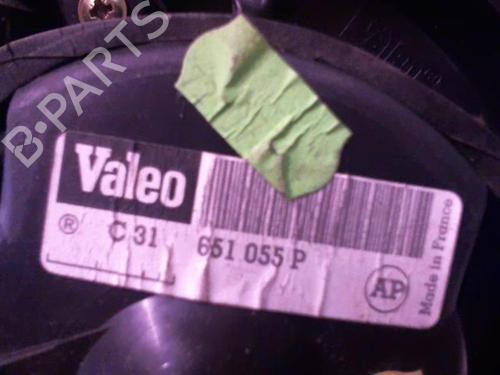 B·PARTS
Valeo
® C 31 651 055 P
AP
Made in France